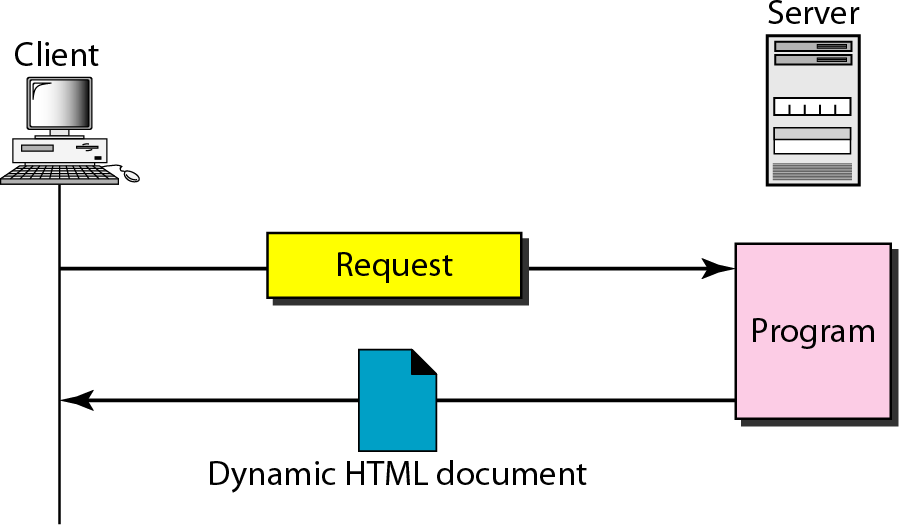 Server
Client
Request
Program
Dynamic HTML document